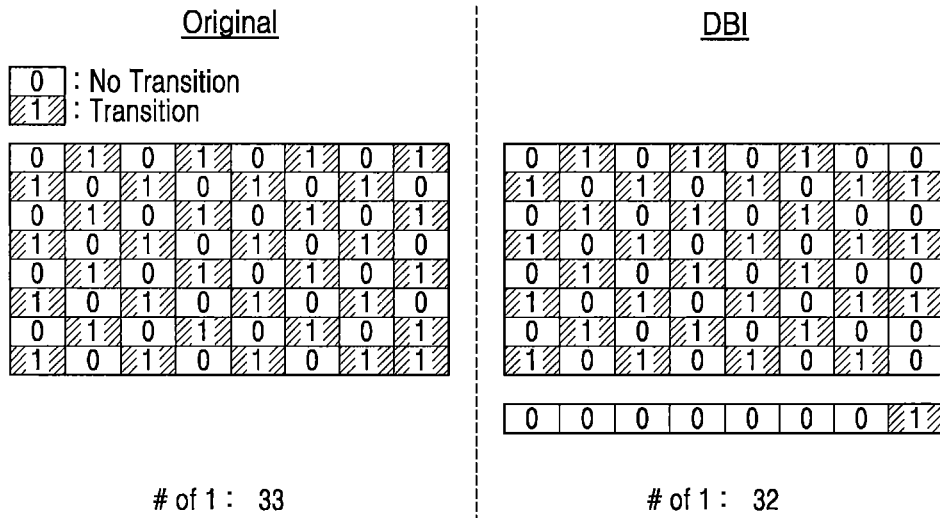 Original
0 : No Transition
1 : Transition
0 1 0 1 0 1 0 1
1 0 1 0 1 0 1 0
0 1 0 1 0 1 0 1
1 0 1 0 1 0 1 0
0 1 0 1 0 1 0 1
1 0 1 0 1 0 1 0
0 1 0 1 0 1 0 1
1 0 1 0 1 0 1 1
# of 1 : 33
DBI
0 1 0 1 0 1 0 0
1 0 1 0 1 0 1 1
0 1 0 1 0 1 0 0
1 0 1 0 1 0 1 1
0 1 0 1 0 1 0 0
1 0 1 0 1 0 1 1
0 1 0 1 0 1 0 0
1 0 1 0 1 0 1 0
0 0 0 0 0 0 0 1
# of 1 : 32